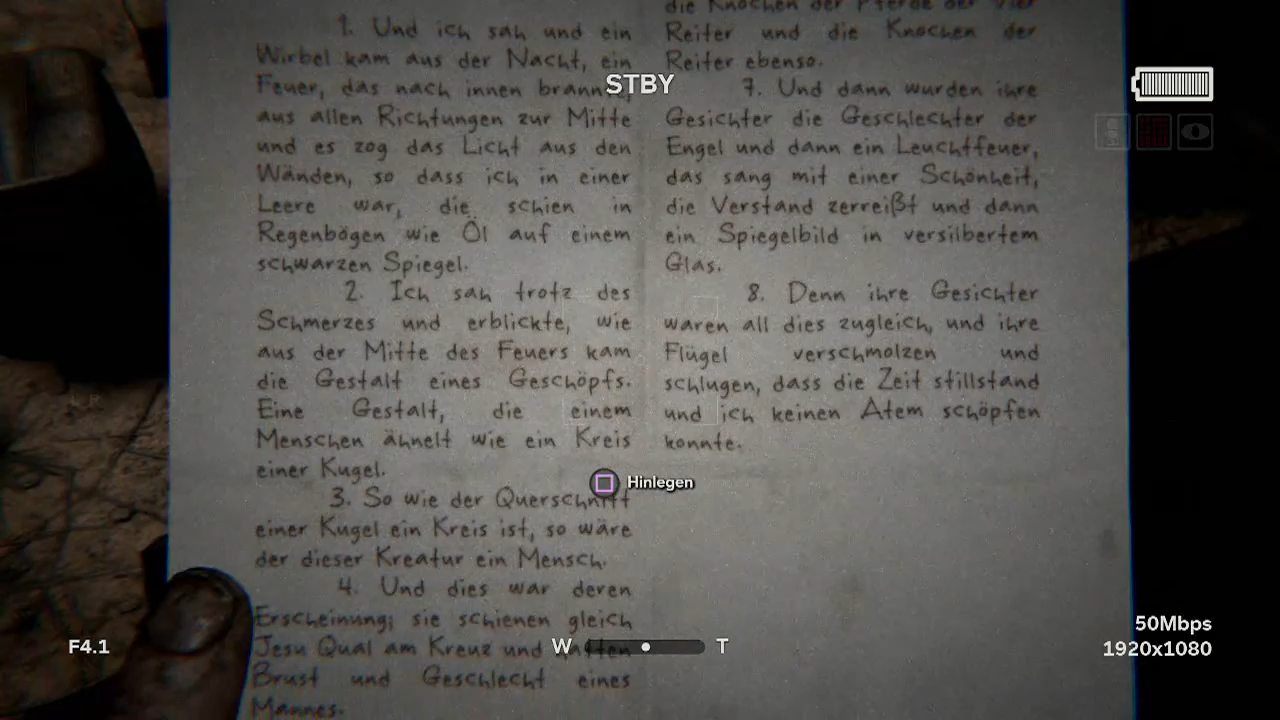 1. Und ich sah und ein
Wirbel kam aus der Nacht, ein
Feuer, das nach innen brannte,
aus allen Richtungen zur Mitte
und es zog das Licht aus den
Wänden, so dass ich in einer
Leere war, die schien in
Regenbögen wie Öl auf einem
schwarzen Spiegel.
2. Ich sah trotz des
Schmerzes und erblickte, wie
aus der Mitte des Feuers kam
die Gestalt eines Geschöpfs.
Eine Gestalt, die einem
Menschen ähnelt wie ein Kreis
einer Kugel.
3. So wie der Querschnitt
einer Kugel ein Kreis ist, so wäre
der dieser Kreatur ein Mensch.
4. Und dies war deren
Erscheinung; sie schienen gleich
Jesu Qual am Kreuz und hatten
Brust und Geschlecht eines
Mannes.
die Knochen der Pferde der vier
Reiter und die Knochen der
Reiter ebenso.
7. Und dann wurden ihre
Gesichter die Geschlechter der
Engel und dann ein Leuchtfeuer,
das sang mit einer Schönheit,
die Verstand zerreißt und dann
ein Spiegelbild in versilbertem
Glas.
8. Denn ihre Gesichter
waren all dies zugleich, und ihre
Flügel verschmolzen und
schlugen, dass die Zeit stillstand
und ich keinen Atem schöpfen
konnte.
STBY
Hinlegen
F4.1
W T
50Mbps
1920x1080